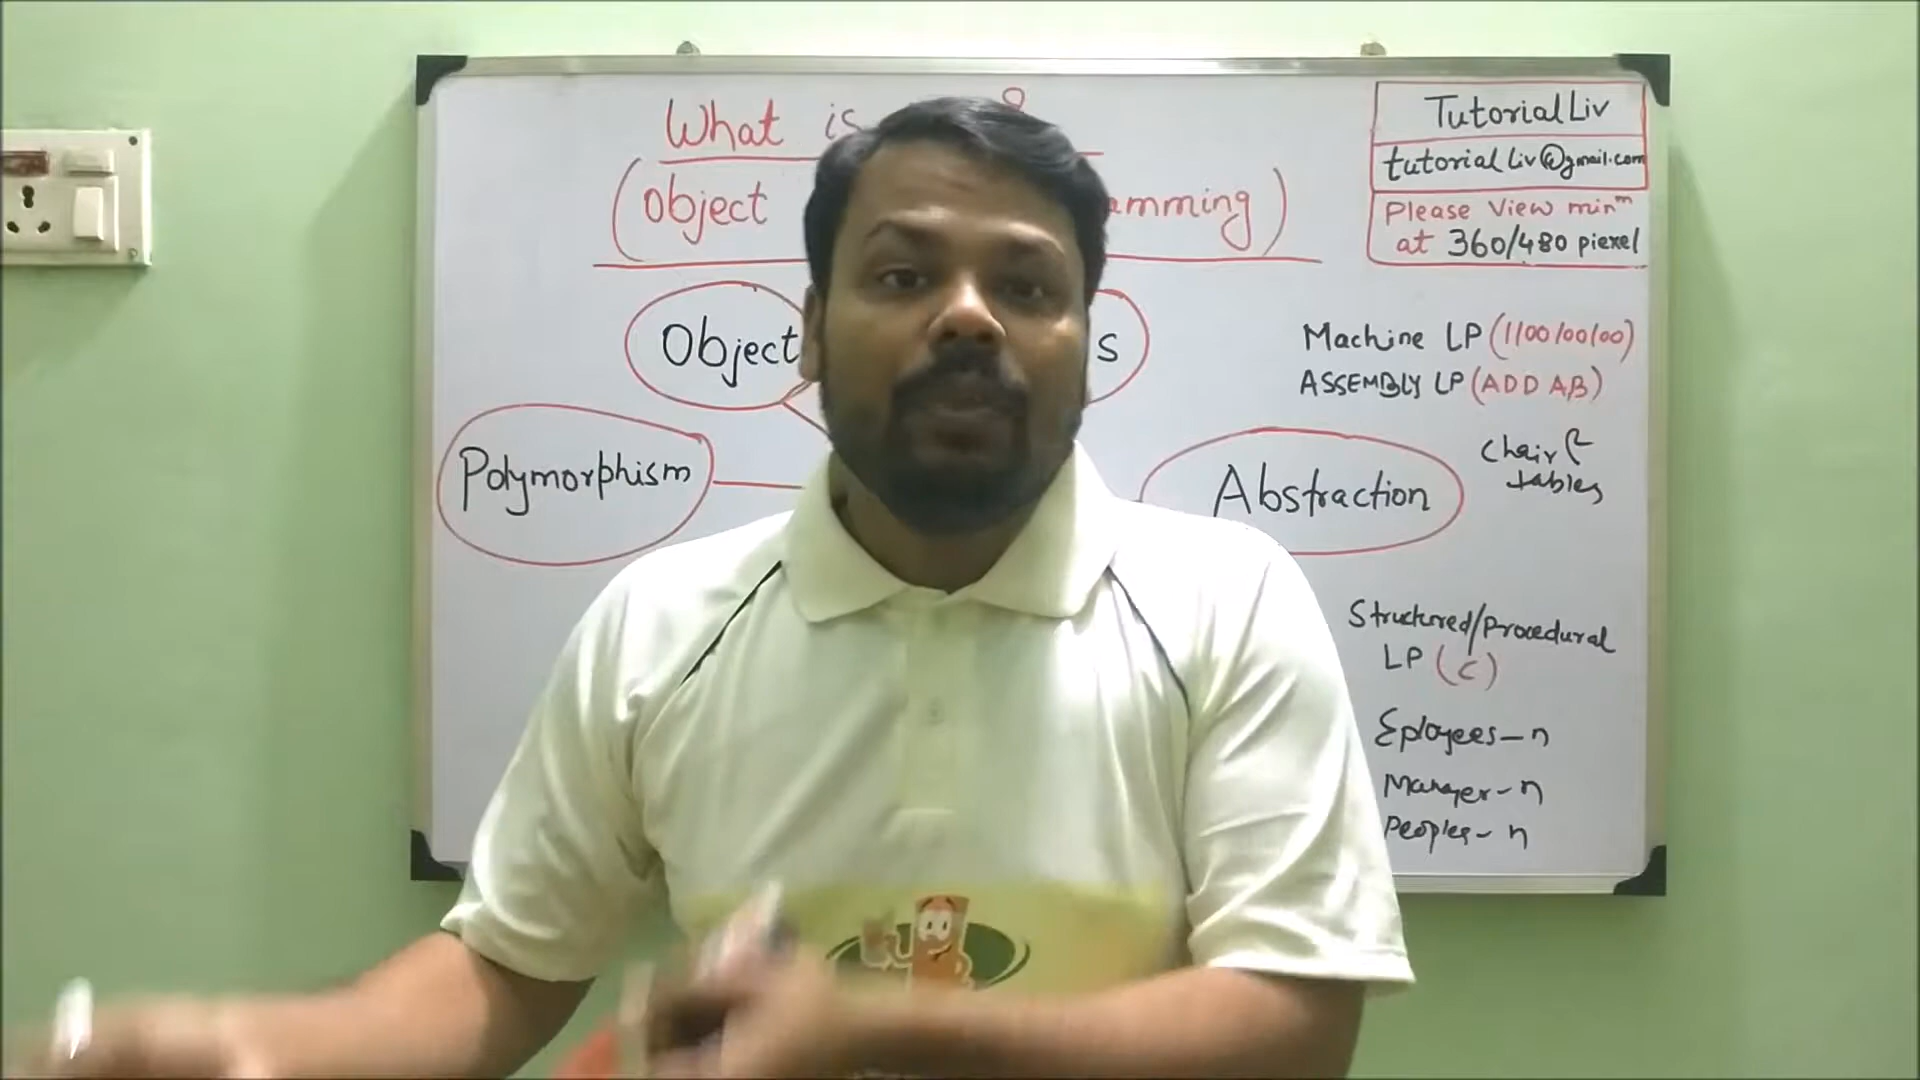 What is
(Object amming)
Object s
Polymorphism
Abstraction
TutorialLiv
tutorialLiv@gmail.com
Please View minm
at 360/480 piexel
Machine LP (1100/00/00)
ASSEMBLY LP (ADD A,B)
Chair &
tables
Structured/Procedural
LP (C)
Eployees - n
Manager - n
Peoples - n